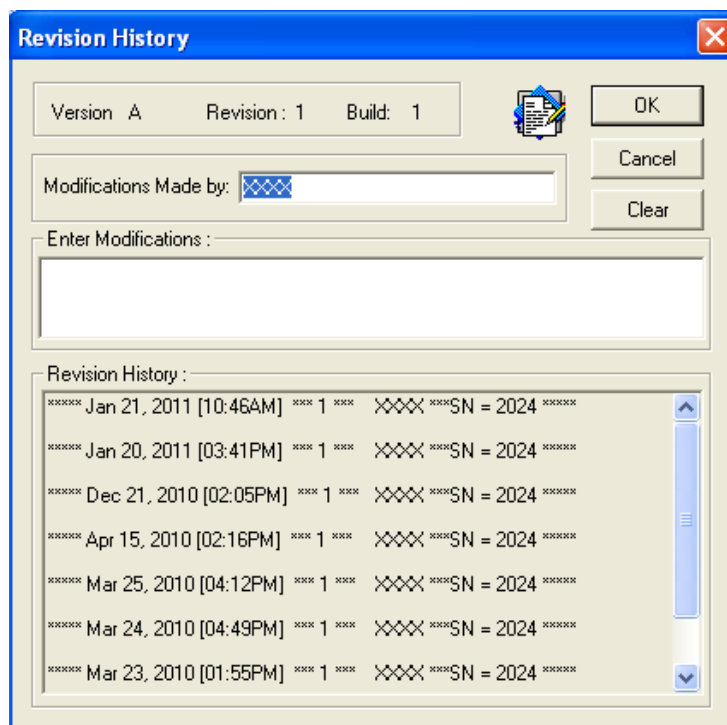 Revision History
Version A Revision : 1 Build: 1
OK
Cancel
Clear
Modifications Made by: XXXX
Enter Modifications :
Revision History :
***** Jan 21, 2011 [10:46AM] *** 1 *** XXXX ***SN = 2024 *****
***** Jan 20, 2011 [03:41PM] *** 1 *** XXXX ***SN = 2024 *****
***** Dec 21, 2010 [02:05PM] *** 1 *** XXXX ***SN = 2024 *****
***** Apr 15, 2010 [02:16PM] *** 1 *** XXXX ***SN = 2024 *****
***** Mar 25, 2010 [04:12PM] *** 1 *** XXXX ***SN = 2024 *****
***** Mar 24, 2010 [04:49PM] *** 1 *** XXXX ***SN = 2024 *****
***** Mar 23, 2010 [01:55PM] *** 1 *** XXXX ***SN = 2024 *****